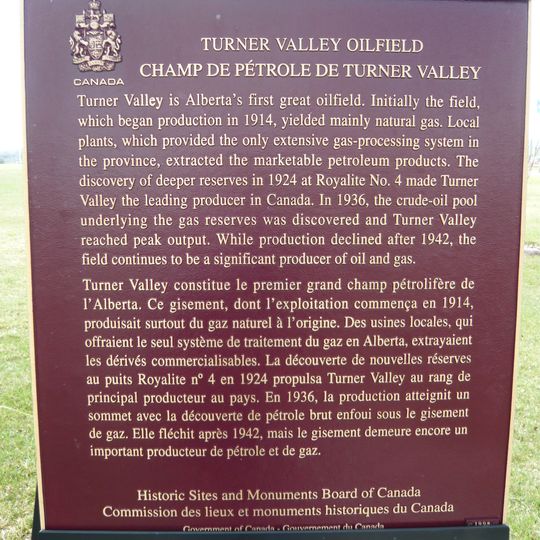 CANADA
TURNER VALLEY OILFIELD
CHAMP DE PÉTROLE DE TURNER VALLEY
Turner Valley is Alberta's first great oilfield. Initially the field,
which began production in 1914, yielded mainly natural gas. Local
plants, which provided the only extensive gas-processing system in
the province, extracted the marketable petroleum products. The
discovery of deeper reserves in 1924 at Royalite No. 4 made Turner
Valley the leading producer in Canada. In 1936, the crude-oil pool
underlying the gas reserves was discovered and Turner Valley
reached peak output. While production declined after 1942, the
field continues to be a significant producer of oil and gas.
Turner Valley constitue le premier grand champ pétrolifère de
l'Alberta. Ce gisement, dont l'exploitation commença en 1914,
produisait surtout du gaz naturel à l'origine. Des usines locales, qui
offraient le seul système de traitement du gaz en Alberta, extrayaient
les dérivés commercialisables. La découverte de nouvelles réserves
au puits Royalite nº 4 en 1924 propulsa Turner Valley au rang de
principal producteur au pays. En 1936, la production atteignit un
sommet avec la découverte de pétrole brut enfoui sous le gisement
de gaz. Elle fléchit après 1942, mais le gisement demeure encore un
important producteur de pétrole et de gaz.
Historic Sites and Monuments Board of Canada
Commission des lieux et monuments historiques du Canada
Government of Canada - Gouvernement du Canada